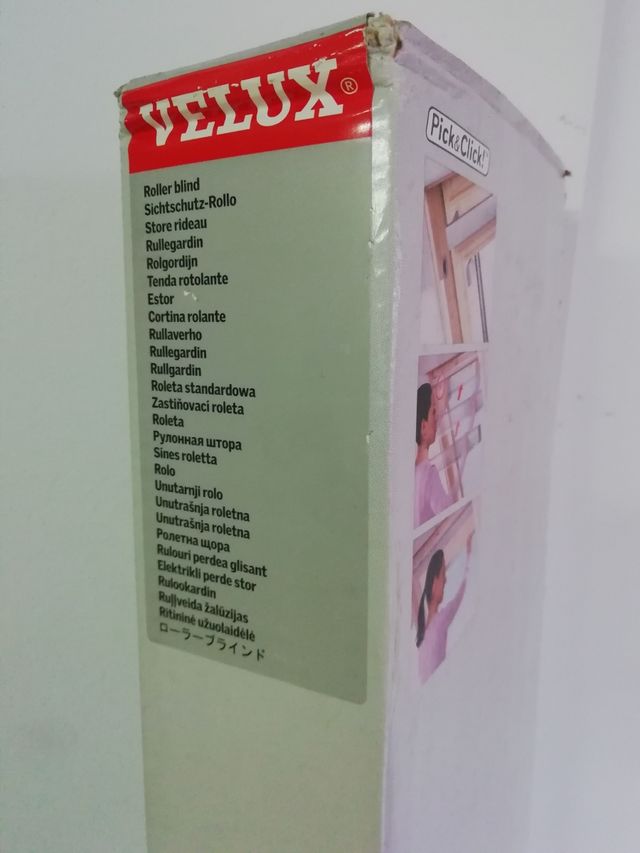 VELUX®
Roller blind
Sichtschutz-Rollo
Store rideau
Rullegardin
Rolgordijn
Tenda rotolante
Estor
Cortina rolante
Rullaverho
Rullegardin
Rullgardin
Roleta standardowa
Zastiňovaci roleta
Roleta
Рулонная штора
Sines roletta
Rolo
Unutarnji rolo
Unutrašnja roletna
Unutrašnja roletna
Ролетна щора
Rulouri perdea glisant
Elektrikli perde stor
Rulookardin
Ruļļveida žalūzijas
Ritininė užuolaidėlė
ローラーブラインド
Pick&Click!